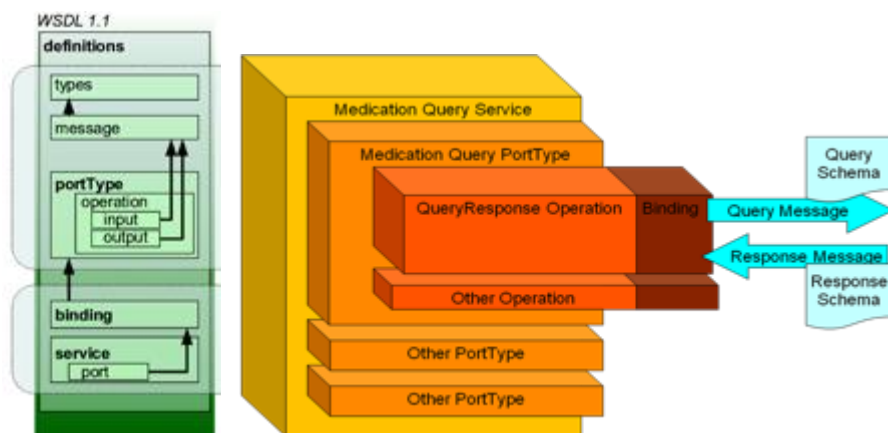 WSDL 1.1
definitions
types
message
portType
operation
input
output
binding
service
port
Medication Query Service
Medication Query PortType
QueryResponse Operation
Binding
Other Operation
Other PortType
Other PortType
Query
Schema
Query Message
Response Message
Response
Schema